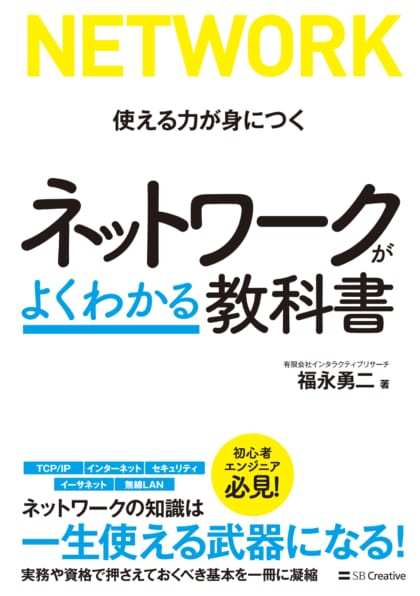 NETWORK
使える力が身につく
ネットワークが
よくわかる教科書
有限会社インタラクティブリサーチ
福永勇二 著
TCP/IP インターネット セキュリティ
イーサネット 無線LAN
初心者
エンジニア
必見!
ネットワークの知識は
一生使える武器になる!
実務や資格で押さえておくべき基本を一冊に凝縮
SB Creative